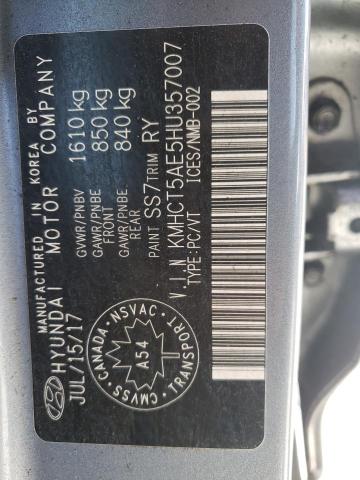 MANUFACTURED IN KOREA BY
HYUNDAI MOTOR COMPANY
JUL/15/17
GVWR/PNBV 1610 kg
GAWR/PNBE FRONT 850 kg
GAWR/PNBE REAR 840 kg
PAINT SS7 TRIM RY
V.I.N KMHCT5AE5HU357007
TYPE:PC/VT ICES/NMB-002
CANADA-NSVAC
A54
CMVSS TRANSPORT